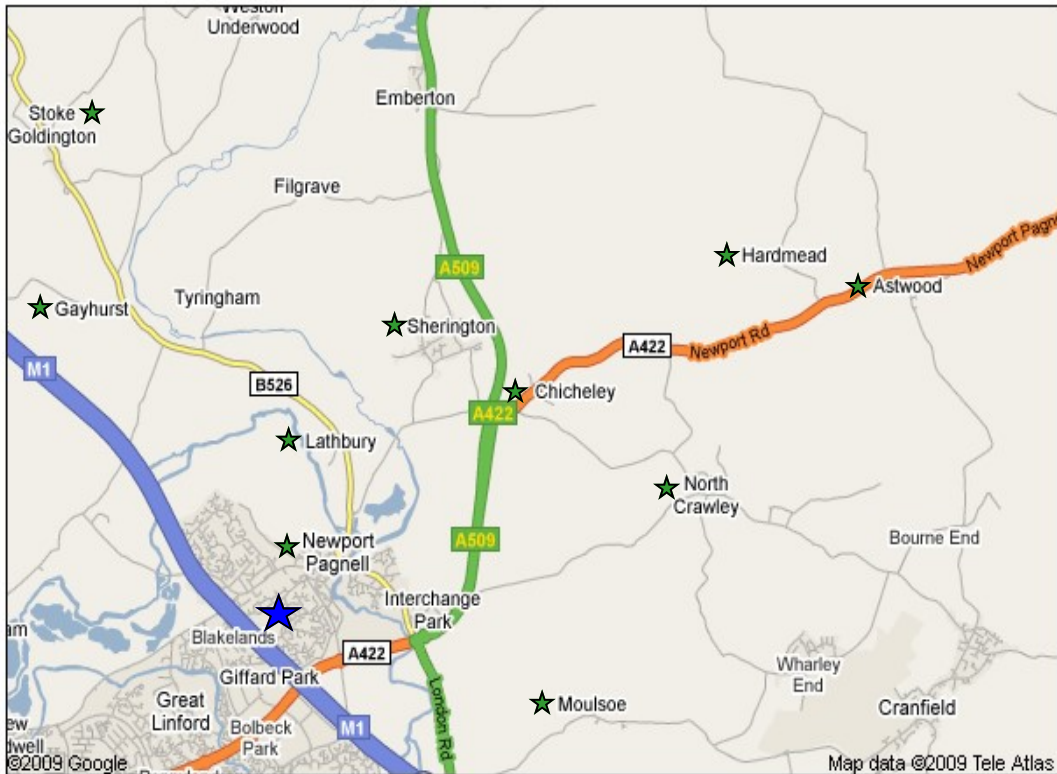 Weston
Underwood
Emberton
Stoke
Goldington
Filgrave
A509
Hardmead
Newport Pagne
Astwood
Tyringham
Gayhurst
Sherington
A422
Newport Rd
M1
B526
Chicheley
A422
Lathbury
North
Crawley
A509
Newport
Pagnell
Bourne End
Interchange
Park
am
Blakelands
A422
Giffard Park
Wharley
End
London Rd
Great
Linford
Moulsoe
Cranfield
Bolbeck
Park
M1
ew
dwell
©2009 Google
Map data ©2009 Tele Atlas